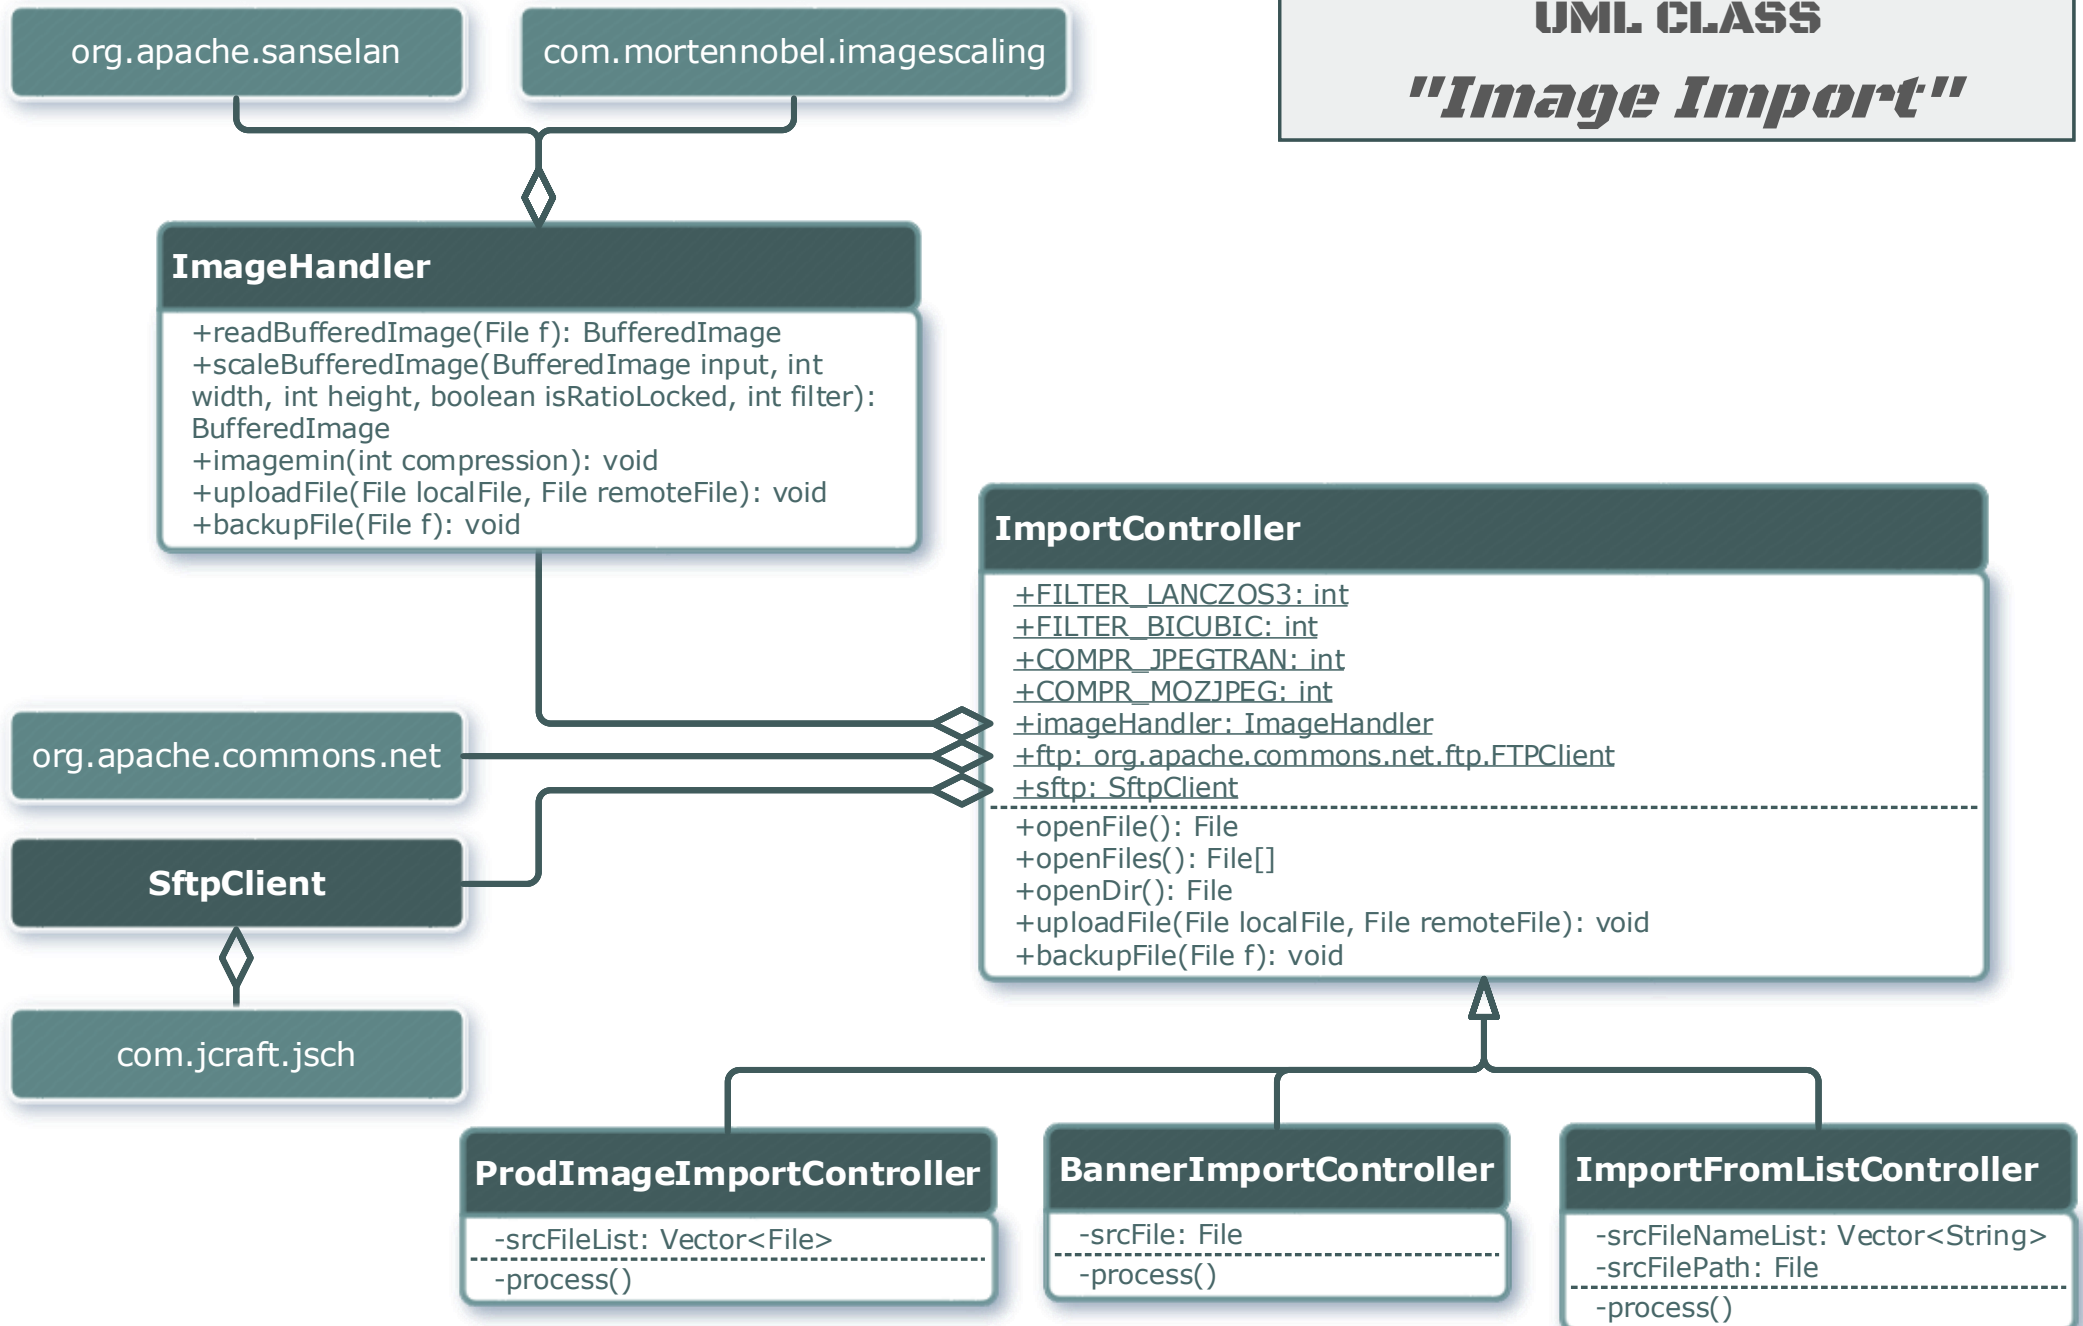 org.apache.sanselan
com.mortennobel.imagescaling
UML CLASS
"Image Import"
ImageHandler
+readBufferedImage(File f): BufferedImage
+scaleBufferedImage(BufferedImage input, int
width, int height, boolean isRatioLocked, int filter):
BufferedImage
+imagemin(int compression): void
+uploadFile(File localFile, File remoteFile): void
+backupFile(File f): void
ImportController
+FILTER_LANCZOS3: int
+FILTER_BICUBIC: int
+COMPR_JPEGTRAN: int
+COMPR_MOZJPEG: int
+imageHandler: ImageHandler
+ftp: org.apache.commons.net.ftp.FTPClient
+sftp: SftpClient
+openFile(): File
+openFiles(): File[]
+openDir(): File
+uploadFile(File localFile, File remoteFile): void
+backupFile(File f): void
org.apache.commons.net
SftpClient
com.jcraft.jsch
ProdImageImportController
-srcFileList: Vector<File>
-process()
BannerImportController
-srcFile: File
-process()
ImportFromListController
-srcFileNameList: Vector<String>
-srcFilePath: File
-process()